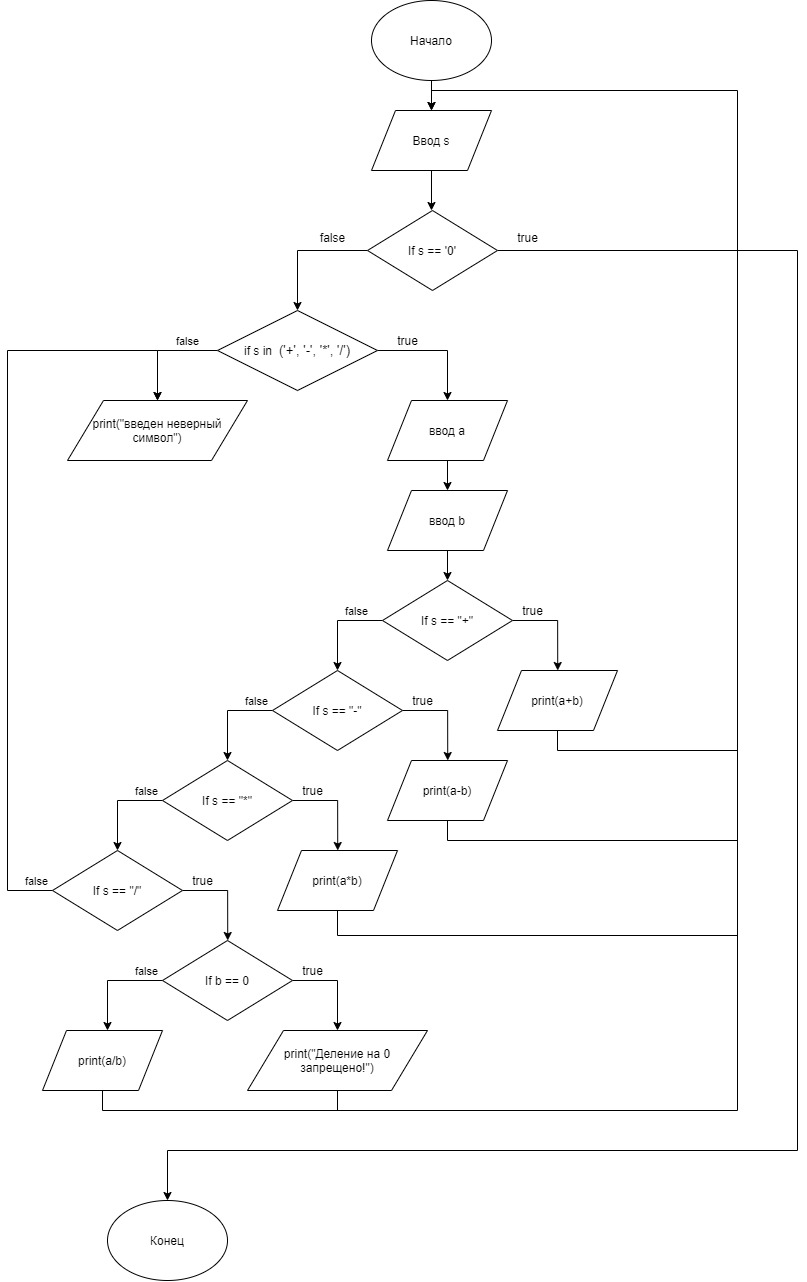 Начало
Ввод s
false
true
If s == '0'
false
true
if s in ('+', '-', '*', '/')
print("введен неверный
символ")
ввод a
ввод b
false
true
If s == "+"
false
true
If s == "-"
print(a+b)
false
true
If s == "*"
print(a-b)
false
true
If s == "/"
print(a*b)
false
true
If b == 0
print(a/b)
print("Деление на 0
запрещено!")
Конец